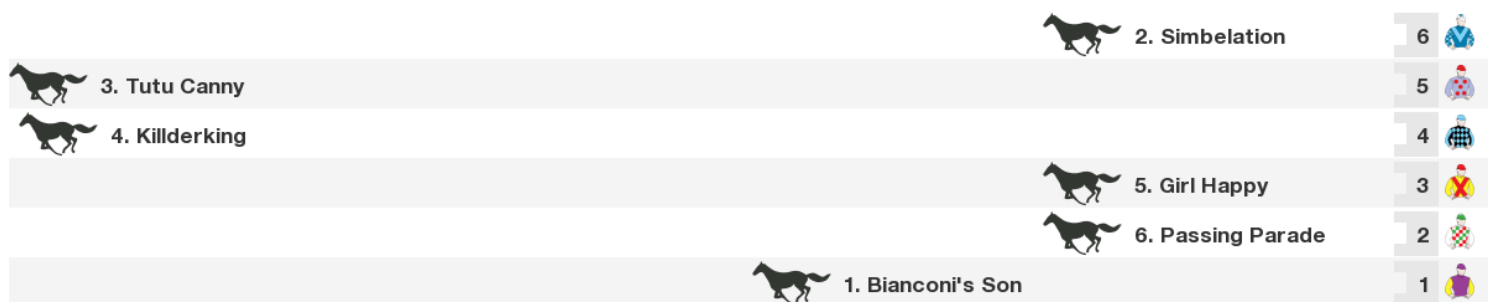 2. Simbelation 6
3. Tutu Canny 5
4. Killderking 4
5. Girl Happy 3
6. Passing Parade 2
1. Bianconi's Son 1